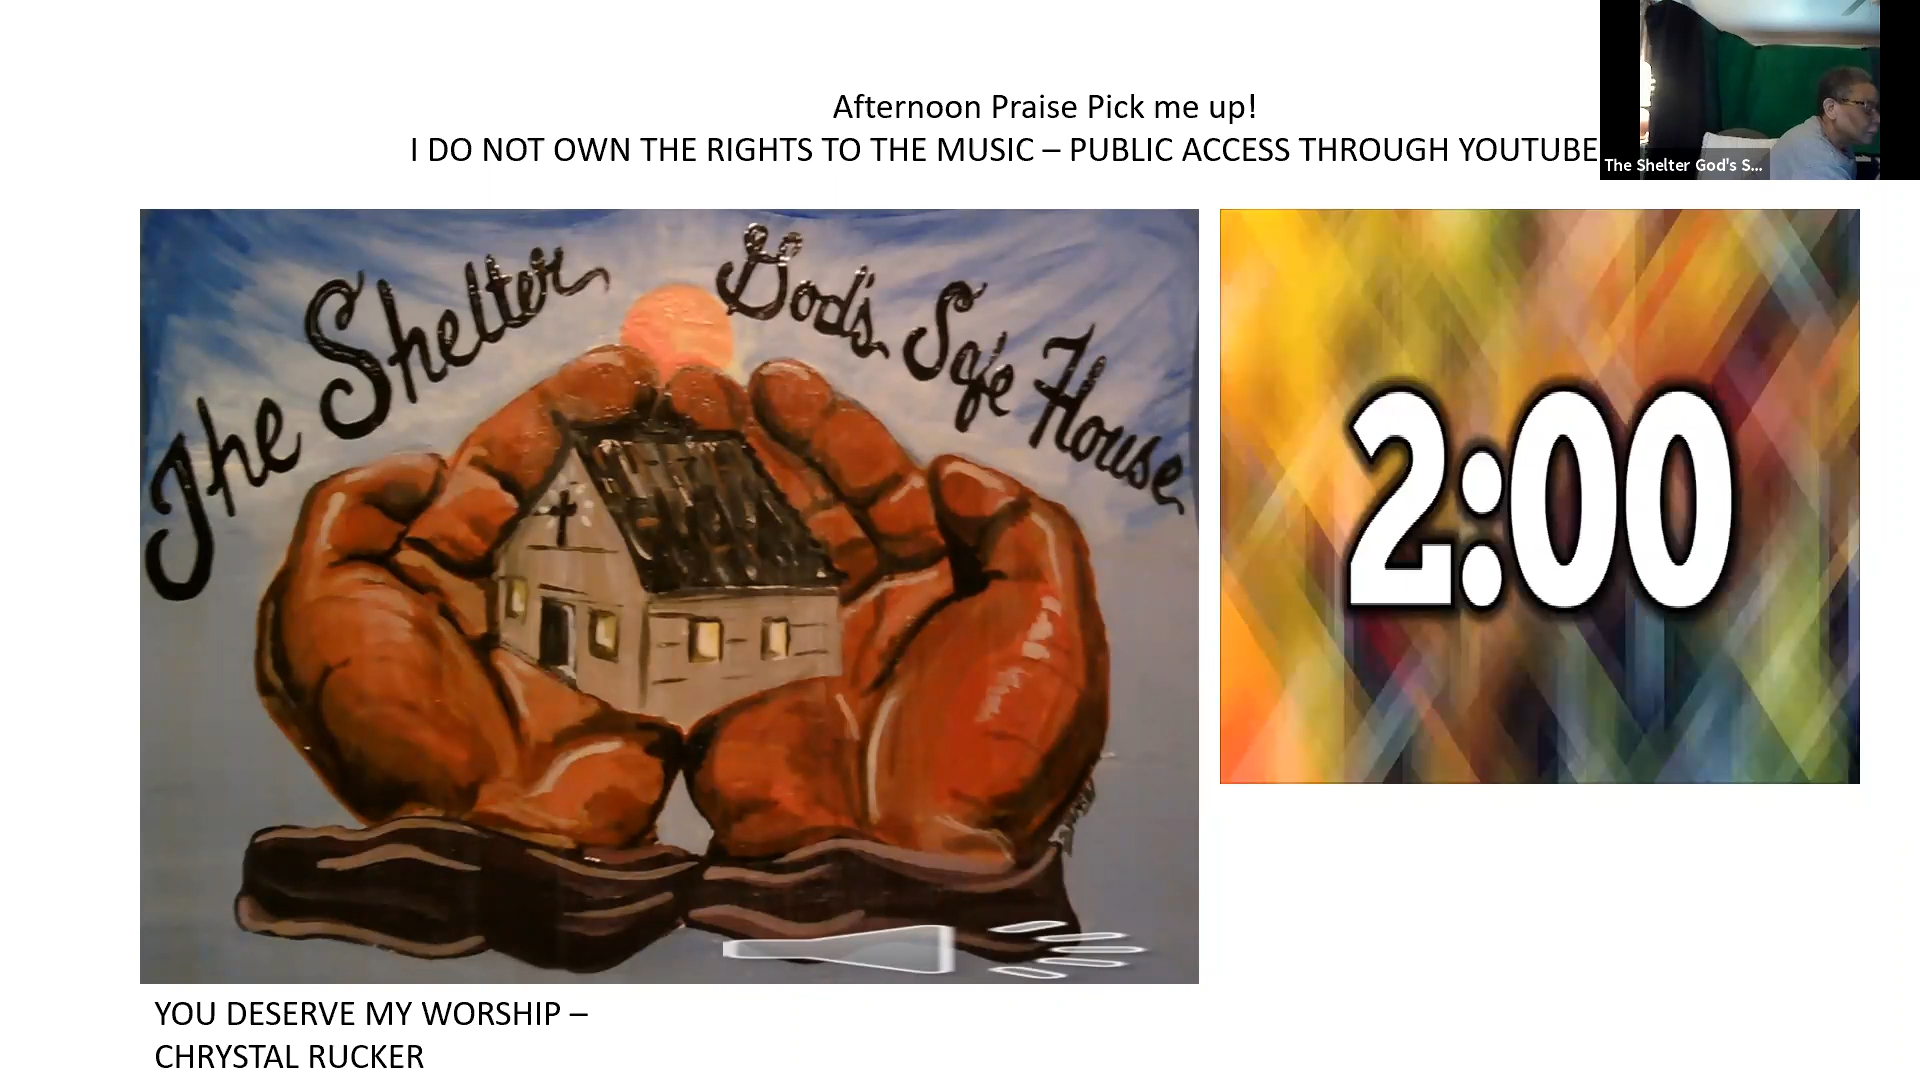 Afternoon Praise Pick me up!
I DO NOT OWN THE RIGHTS TO THE MUSIC – PUBLIC ACCESS THROUGH YOUTUBE
The Shelter God's S...
The Shelter God's Safe House
2:00
YOU DESERVE MY WORSHIP –
CHRYSTAL RUCKER